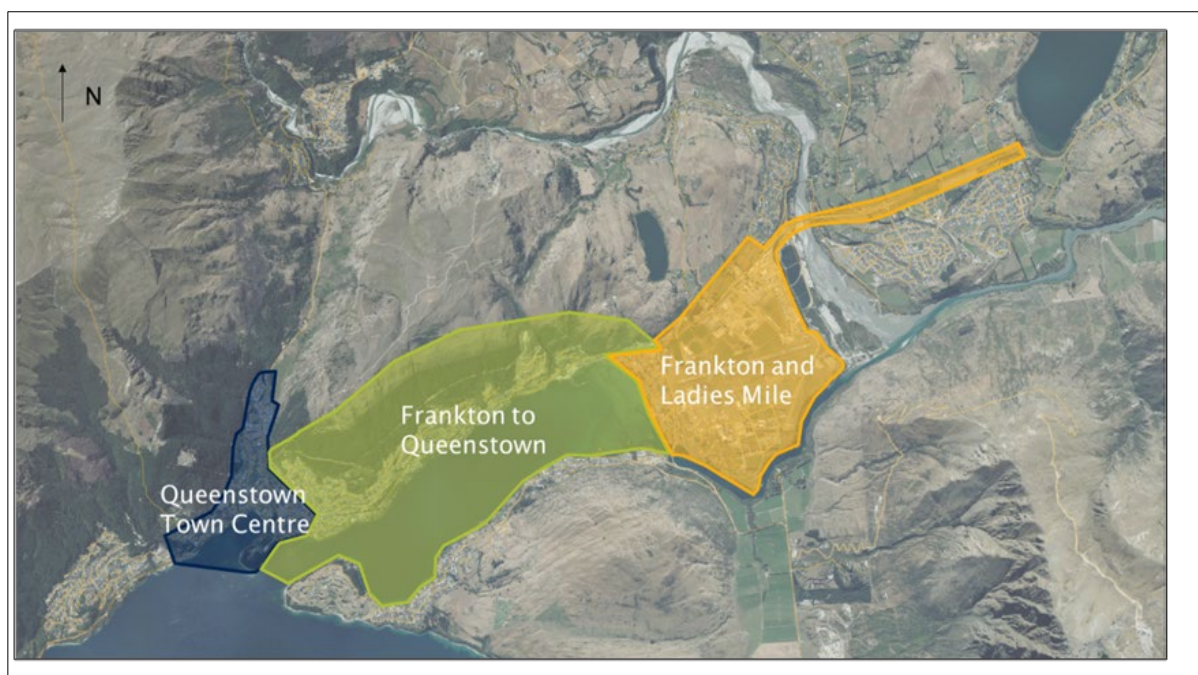 N
Frankton and
Ladies Mile
Frankton to
Queenstown
Queenstown
Town Centre